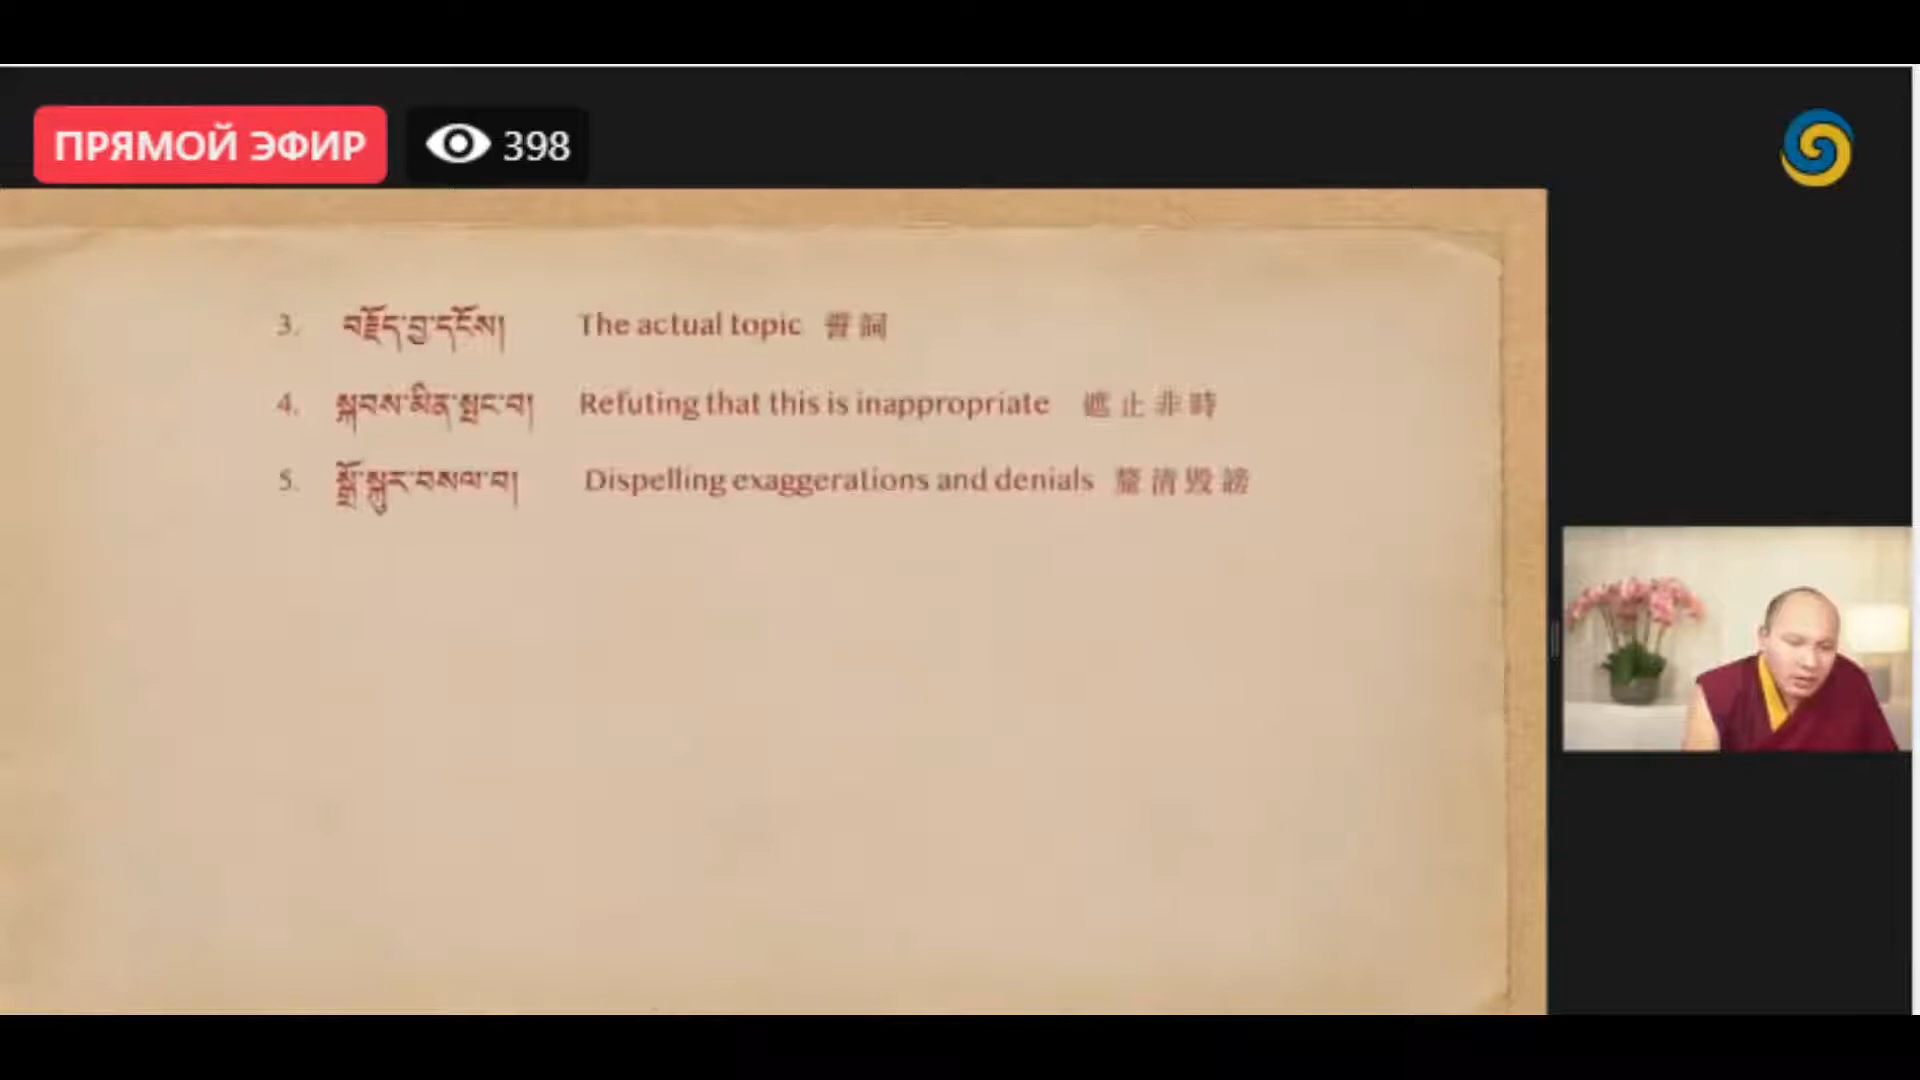 ПРЯМОЙ ЭФИР 398
3. བརྗོད་བྱ་དངོས། The actual topic 誓詞
4. སྐབས་མིན་སྤང་བ། Refuting that this is inappropriate 遮止非時
5. སྒྲོ་སྐུར་བསལ་བ། Dispelling exaggerations and denials 釐清毀謗